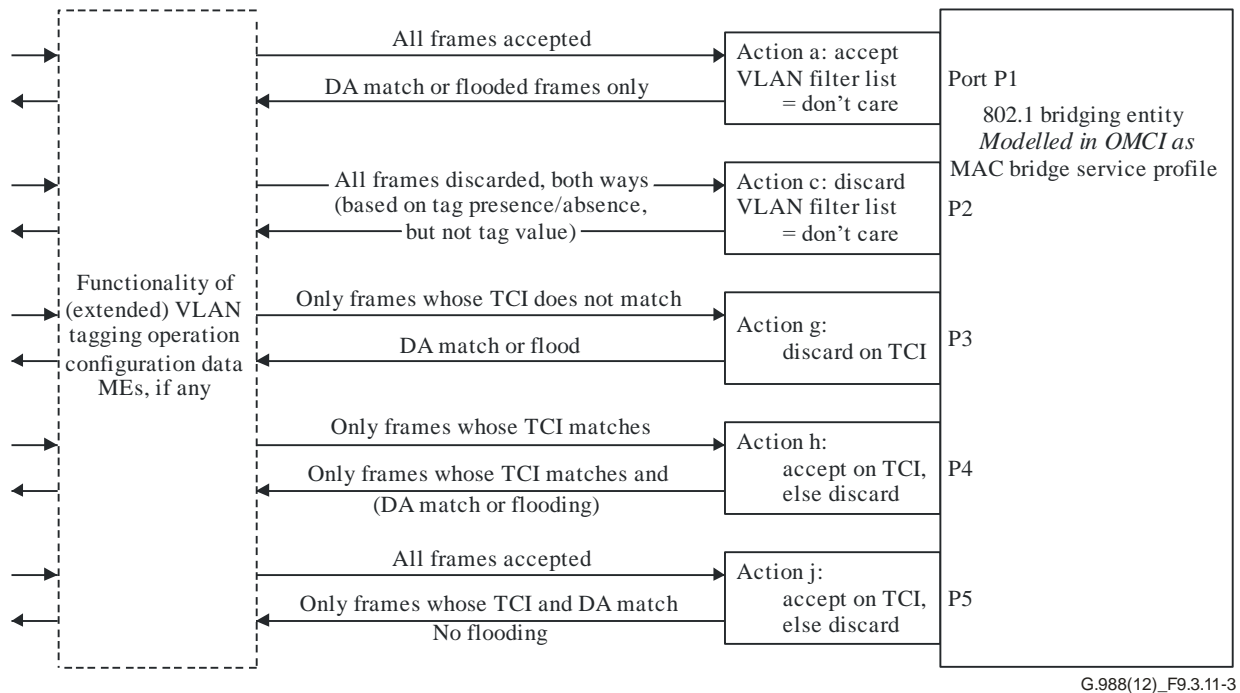 All frames accepted
DA match or flooded frames only
Action a: accept
VLAN filter list
= don't care
Port P1
802.1 bridging entity
Modelled in OMCI as
MAC bridge service profile
All frames discarded, both ways
(based on tag presence/absence,
but not tag value)
Action c: discard
VLAN filter list
= don't care
P2
Functionality of
(extended) VLAN
tagging operation
configuration data
MEs, if any
Only frames whose TCI does not match
DA match or flood
Action g:
discard on TCI
P3
Only frames whose TCI matches
Only frames whose TCI matches and
(DA match or flooding)
Action h:
accept on TCI,
else discard
P4
All frames accepted
Only frames whose TCI and DA match
No flooding
Action j:
accept on TCI,
else discard
P5
G.988(12)_F9.3.11-3